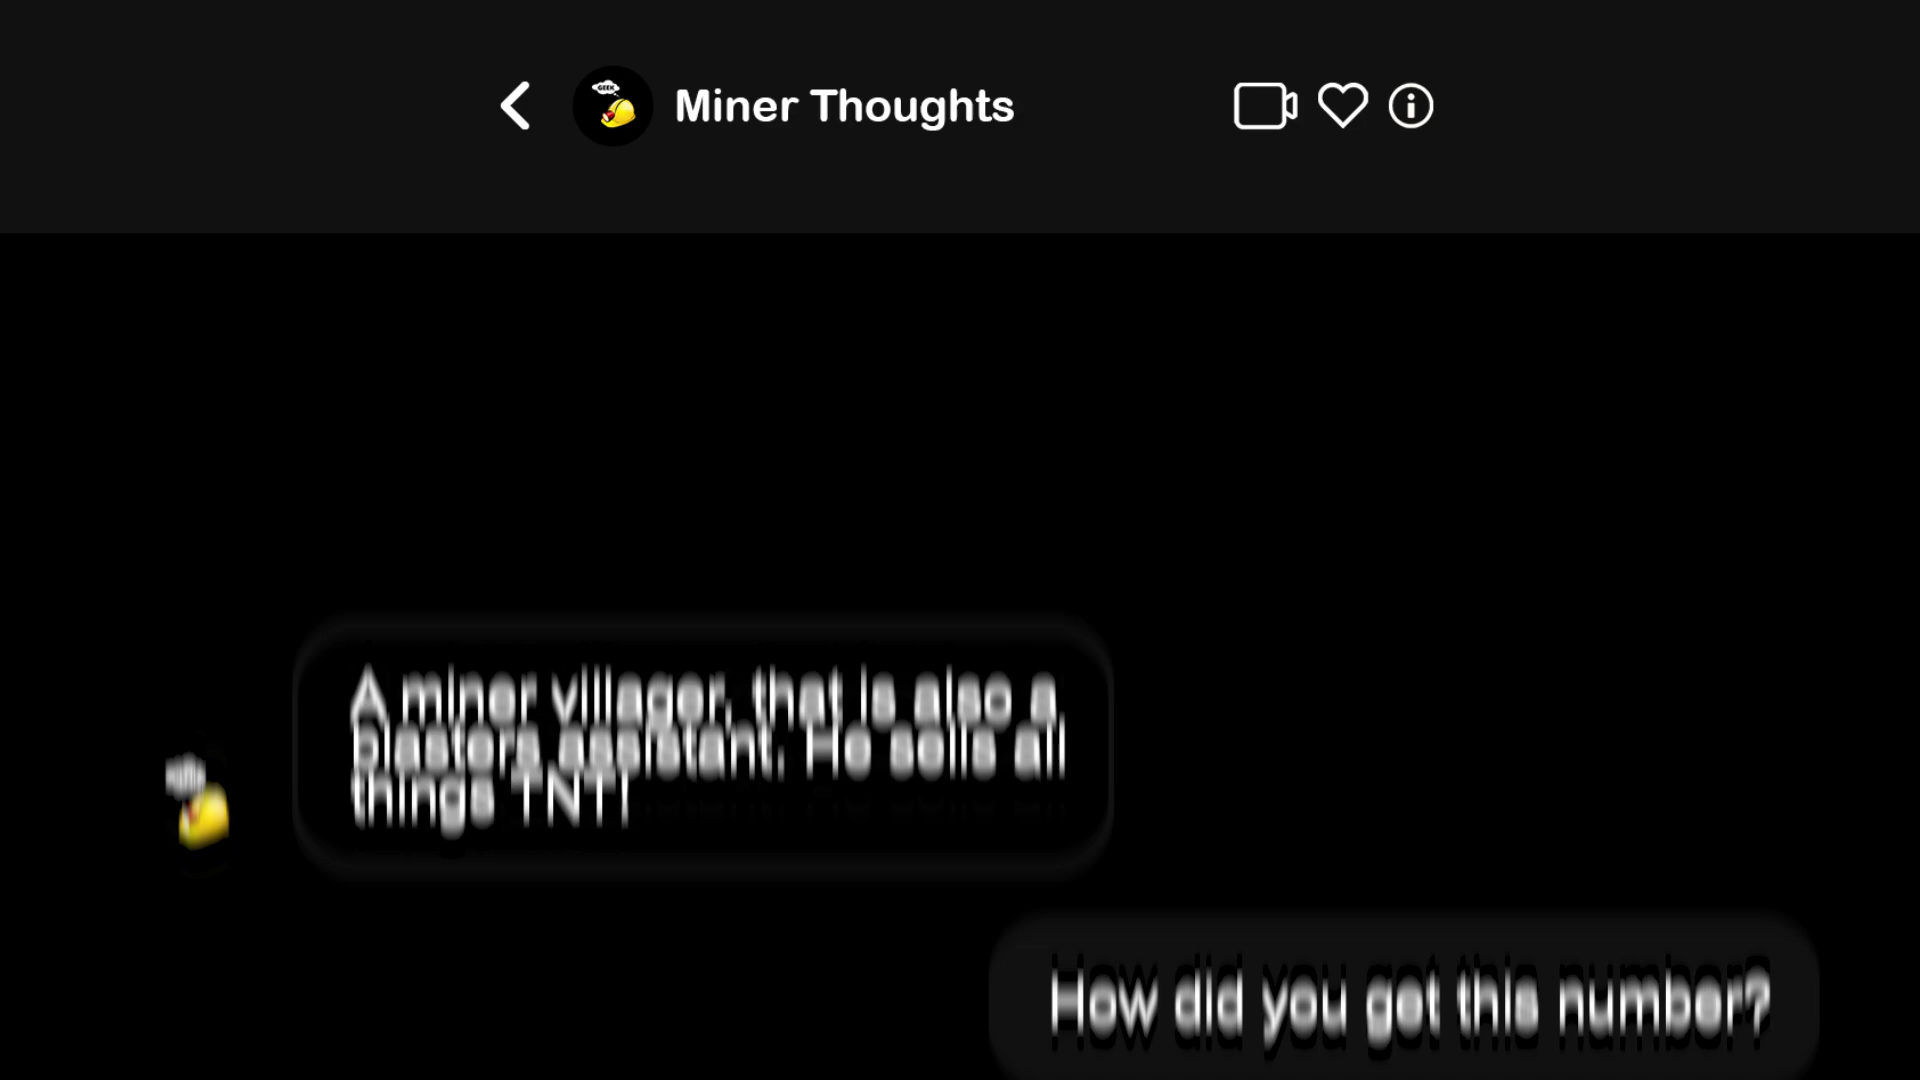 GEEK
Miner Thoughts
A miner villager, that is also a
blasters assistant. He sells all
things TNT!
How did you get this number?